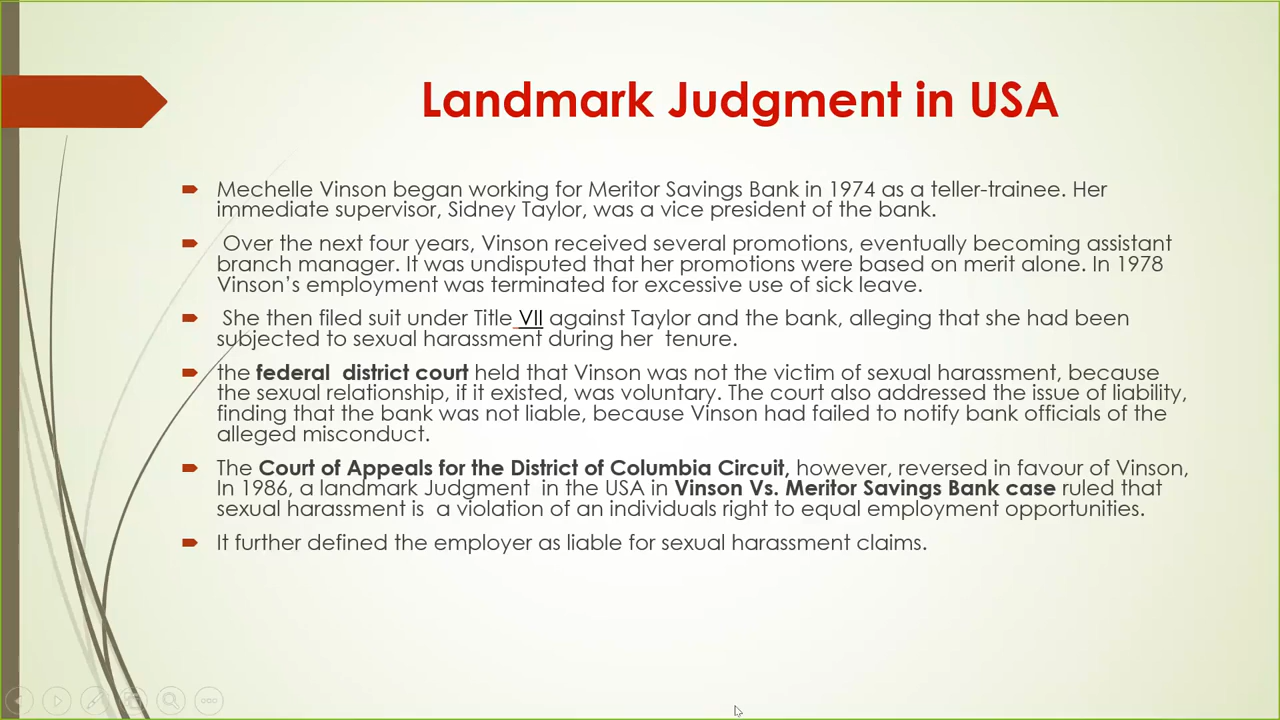 Landmark Judgment in USA
Mechelle Vinson began working for Meritor Savings Bank in 1974 as a teller-trainee. Her
immediate supervisor, Sidney Taylor, was a vice president of the bank.
Over the next four years, Vinson received several promotions, eventually becoming assistant
branch manager. It was undisputed that her promotions were based on merit alone. In 1978
Vinson's employment was terminated for excessive use of sick leave.
She then filed suit under Title VII against Taylor and the bank, alleging that she had been
subjected to sexual harassment during her  tenure.
the federal  district court held that Vinson was not the victim of sexual harassment, because
the sexual relationship, if it existed, was voluntary. The court also addressed the issue of liability,
finding that the bank was not liable, because Vinson had failed to notify bank officials of the
alleged misconduct.
The Court of Appeals for the District of Columbia Circuit, however, reversed in favour of Vinson,
In 1986, a landmark Judgment  in the USA in Vinson Vs. Meritor Savings Bank case ruled that
sexual harassment is  a violation of an individuals right to equal employment opportunities.
It further defined the employer as liable for sexual harassment claims.